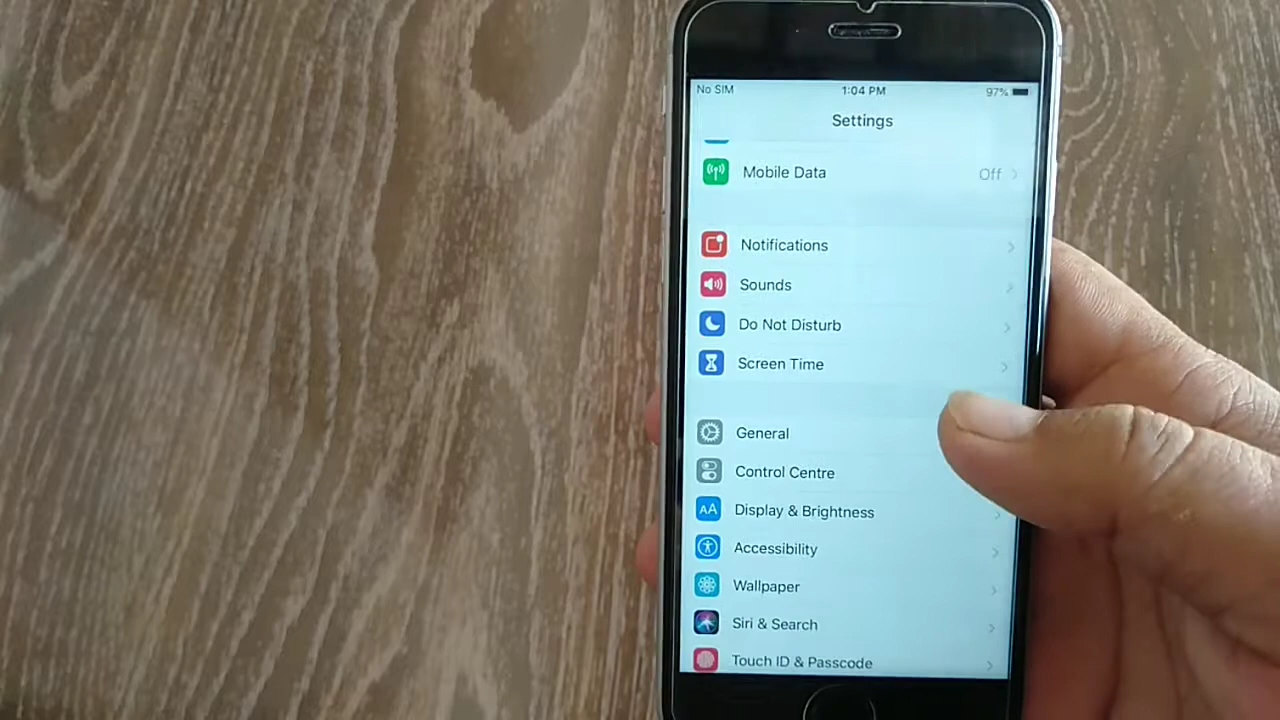 No SIM 1:04 PM 97%
Settings
Mobile Data Off
Notifications
Sounds
Do Not Disturb
Screen Time
General
Control Centre
AA Display & Brightness
Accessibility
Wallpaper
Siri & Search
Touch ID & Passcode